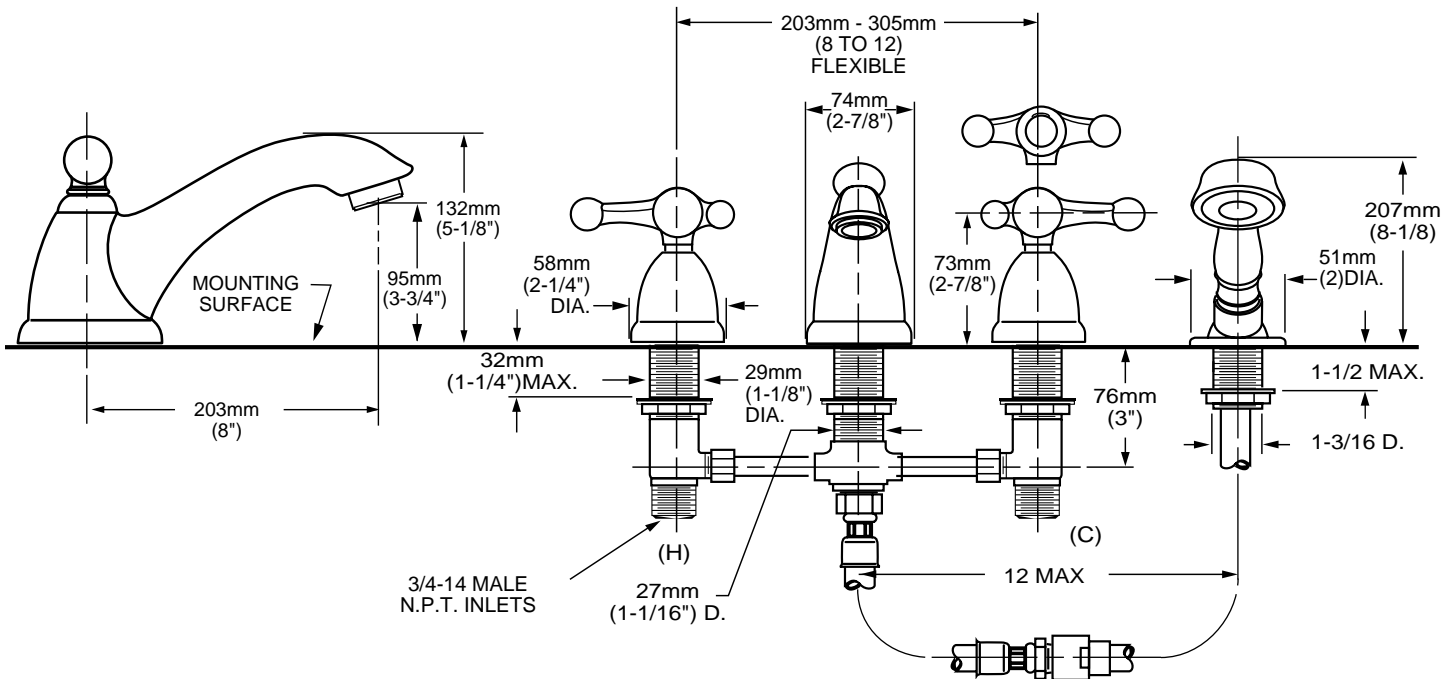 203mm - 305mm
(8 TO 12)
FLEXIBLE
74mm
(2-7/8")
132mm
(5-1/8")
95mm
(3-3/4")
MOUNTING
SURFACE
58mm
(2-1/4")
DIA.
73mm
(2-7/8")
207mm
(8-1/8)
51mm
(2)DIA.
32mm
(1-1/4")MAX.
29mm
(1-1/8")
DIA.
76mm
(3")
1-1/2 MAX.
203mm
(8")
1-3/16 D.
(H)
(C)
3/4-14 MALE
N.P.T. INLETS
27mm
(1-1/16") D.
12 MAX